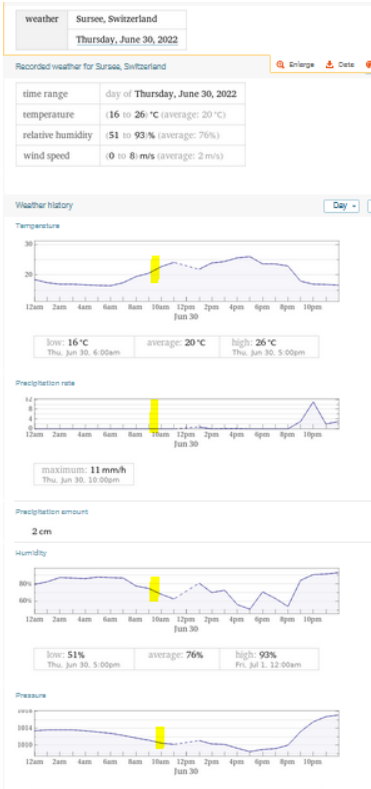 weather Sursee, Switzerland
Thursday, June 30, 2022
Recorded weather for Sursee, Switzerland
Enlarge Data
time range day of Thursday, June 30, 2022
temperature (16 to 26) °C (average: 20 °C)
relative humidity (51 to 93)% (average: 76%)
wind speed (0 to 8) m/s (average: 2 m/s)
Weather history Day
Temperature
30
20
12am 2am 4am 6am 8am 10am 12pm 2pm 4pm 6pm 8pm 10pm
Jun 30
low: 16 °C average: 20 °C high: 26 °C
Thu, Jun 30, 6:00am Thu, Jun 30, 5:00pm
Precipitation rate
12
8
4
0
12am 2am 4am 6am 8am 10am 12pm 2pm 4pm 6pm 8pm 10pm
Jun 30
maximum: 11 mm/h
Thu, Jun 30, 10:00pm
Precipitation amount
2 cm
Humidity
80%
60%
12am 2am 4am 6am 8am 10am 12pm 2pm 4pm 6pm 8pm 10pm
Jun 30
low: 51% average: 76% high: 93%
Thu, Jun 30, 5:00pm Fri, Jul 1, 12:00am
Pressure
1014
1010
12am 2am 4am 6am 8am 10am 12pm 2pm 4pm 6pm 8pm 10pm
Jun 30